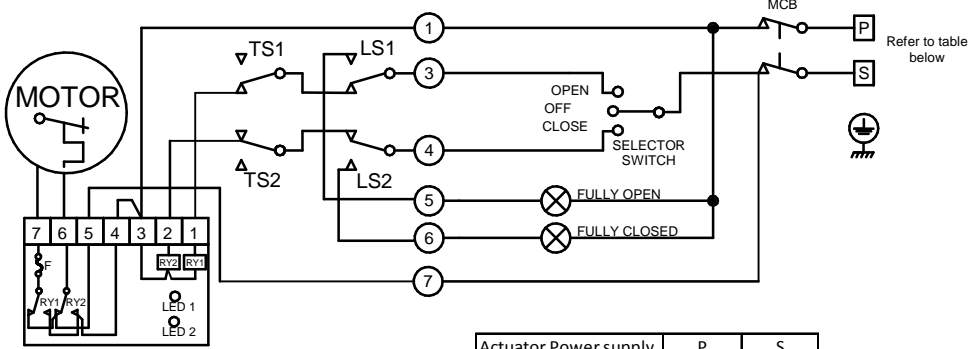 MCB
1
P
Refer to table
below
TS1
LS1
3
S
MOTOR
OPEN
OFF
CLOSE
SELECTOR
SWITCH
4
TS2
LS2
5
FULLY OPEN
6
FULLY CLOSED
7 6 5 4 3 2 1
F
RY2 RY1
7
RY1 RY2
LED 1
LED 2
Actuator Power supply P S